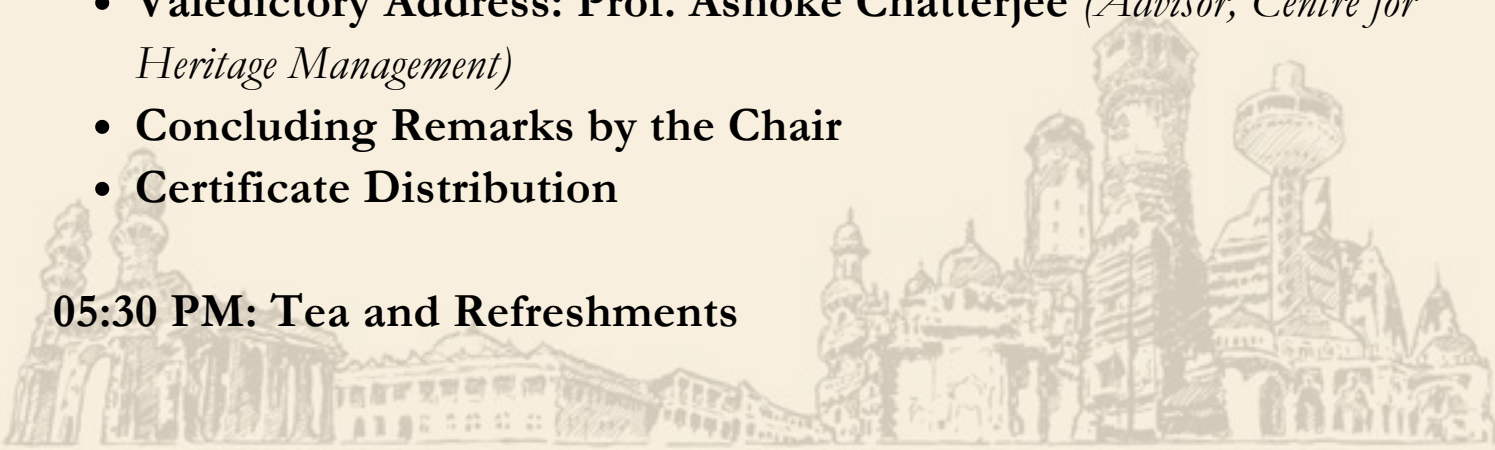 • Valedictory Address: Prof. Ashoke Chatterjee (Advisor, Centre for
Heritage Management)
• Concluding Remarks by the Chair
• Certificate Distribution
05:30 PM: Tea and Refreshments